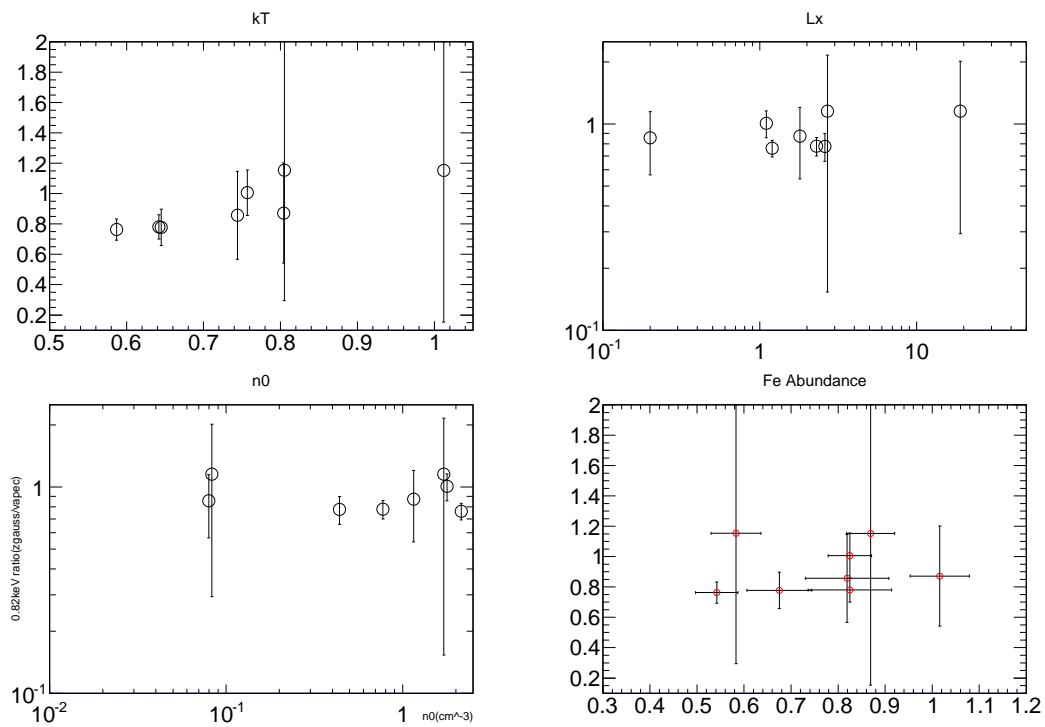 kT
2
1.8
1.6
1.4
1.2
1
0.8
0.6
0.4
0.2
0.5 0.6 0.7 0.8 0.9 1
Lx
1
10^-1
10^-1 1 10
n0
0.82keV ratio(zgauss/vapec)
1
10^-1
10^-2 10^-1 1 n0(cm^-3)
Fe Abundance
2
1.8
1.6
1.4
1.2
1
0.8
0.6
0.4
0.2
0.3 0.4 0.5 0.6 0.7 0.8 0.9 1 1.1 1.2